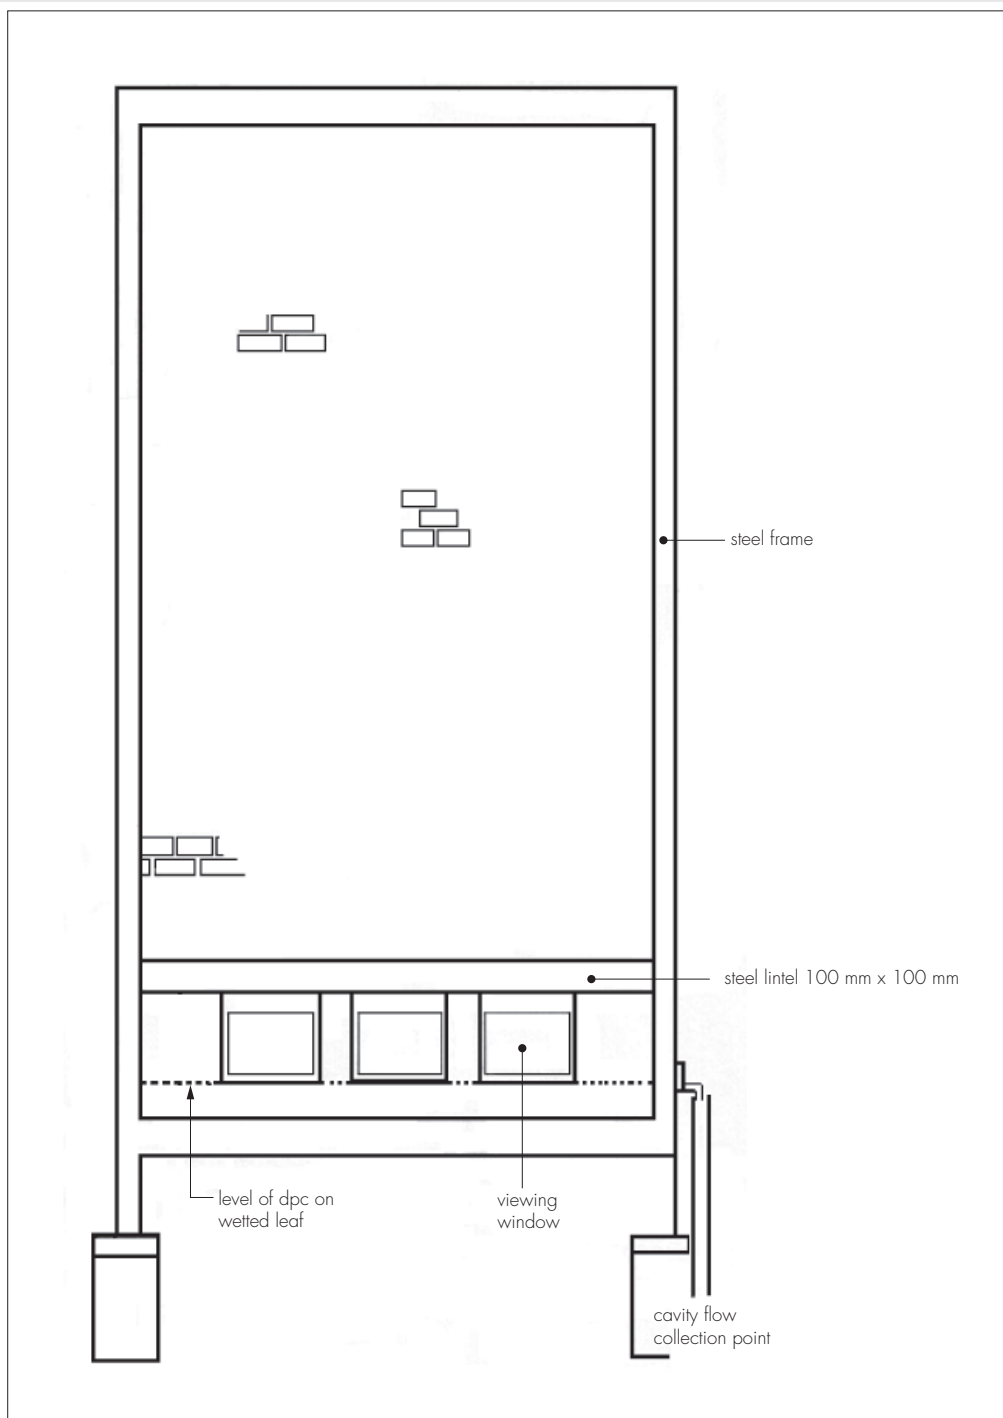 steel frame
steel lintel 100 mm x 100 mm
level of dpc on
wetted leaf
viewing
window
cavity flow
collection point